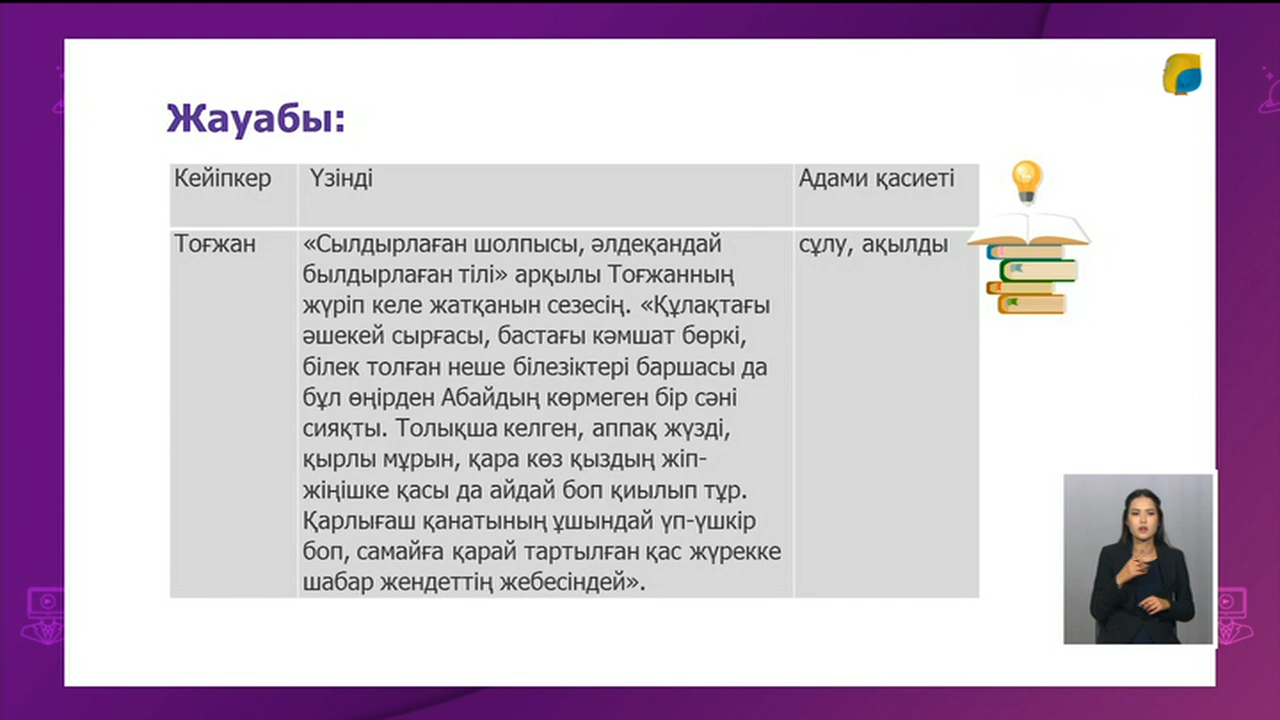 Жауабы:
Кейіпкер Үзінді Адами қасиеті
Тоғжан «Сылдырлаған шолпысы, әлдеқандай сұлу, ақылды
былдырлаған тілі» арқылы Тоғжанның
жүріп келе жатқанын сезесің. «Құлақтағы
әшекей сырғасы, бастағы кәмшат бөркі,
білек толған неше білезіктері баршасы да
бұл өңірден Абайдың көрмеген бір сәні
сияқты. Толықша келген, аппақ жүзді,
қырлы мұрын, қара көз қыздың жіп-
жіңішке қасы да айдай боп қиылып тұр.
Қарлығаш қанатының ұшындай үп-үшкір
боп, самайға қарай тартылған қас жүрекке
шабар жендеттің жебесіндей».